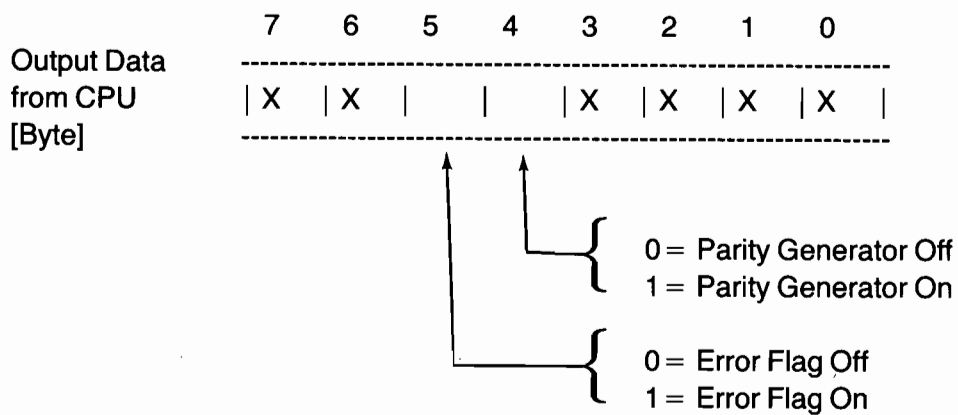 7 6 5 4 3 2 1 0
Output Data
from CPU
[Byte]
| X | X | | | X | X | X | X |
0 = Parity Generator Off
1 = Parity Generator On
0 = Error Flag Off
1 = Error Flag On